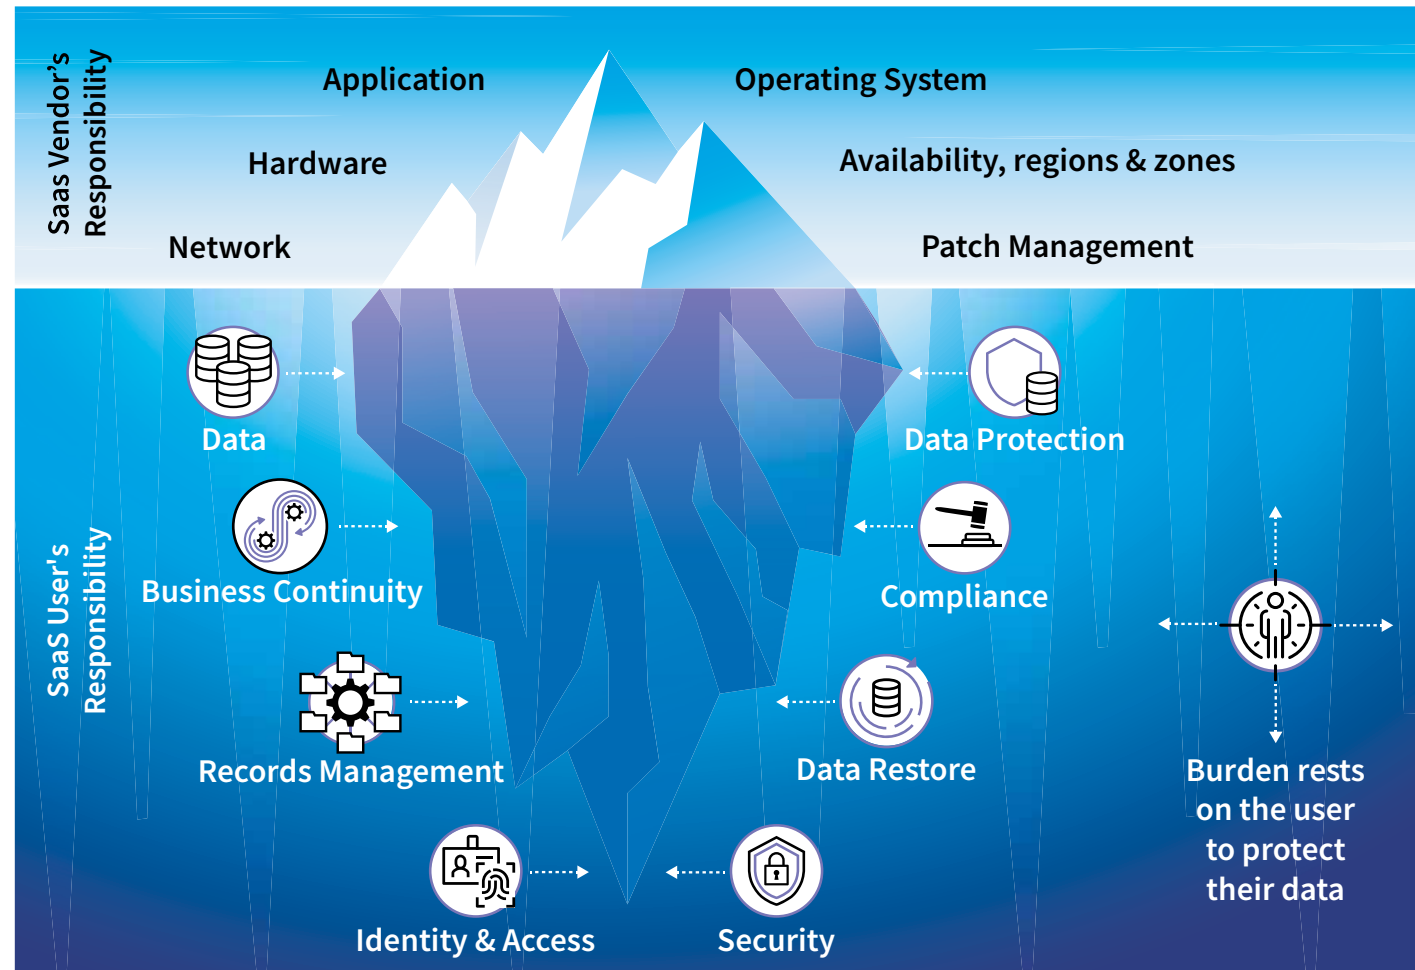 Saas Vendor’s
Responsibility
Application
Operating System
Hardware
Availability, regions & zones
Network
Patch Management
SaaS User's
Responsibility
Data
Data Protection
Business Continuity
Compliance
Records Management
Data Restore
Identity & Access
Security
Burden rests
on the user
to protect
their data